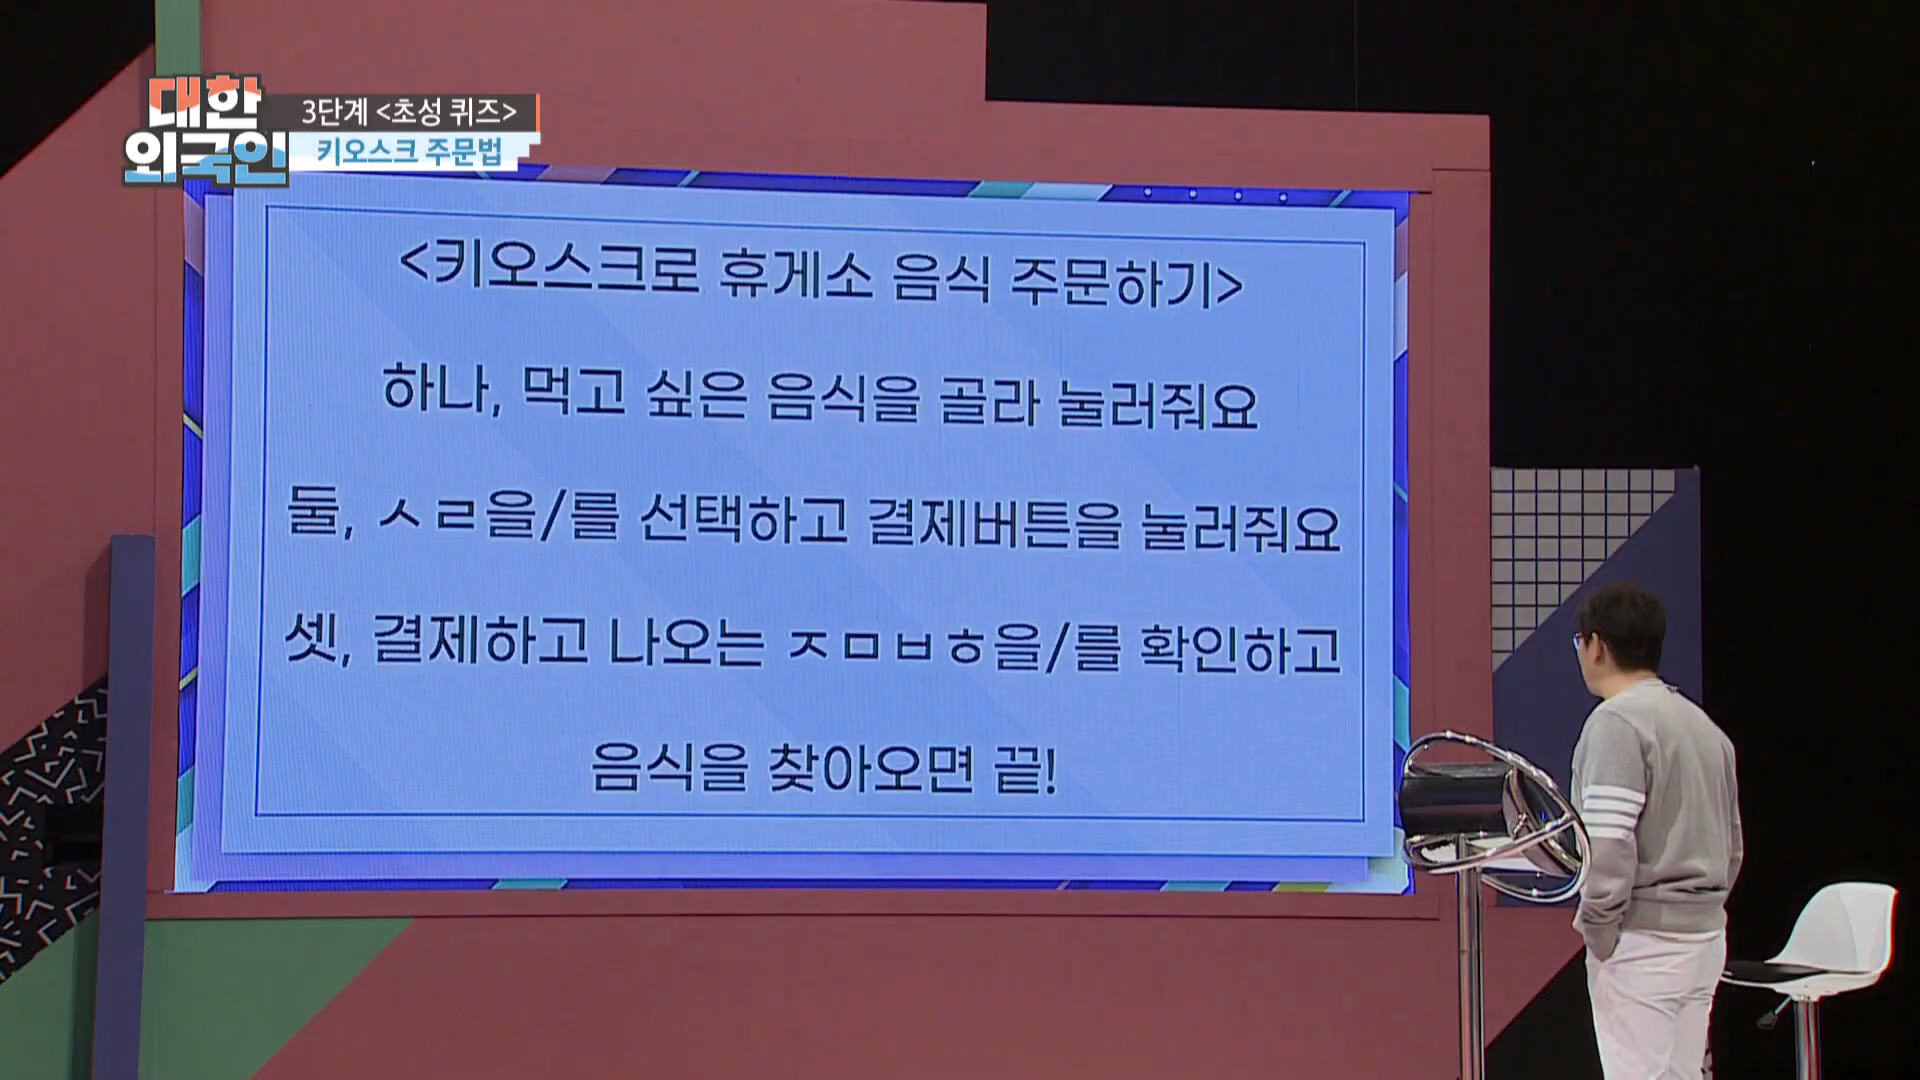 대한
외국인
3단계 <초성 퀴즈>
키오스크 주문법
<키오스크로 휴게소 음식 주문하기>
하나, 먹고 싶은 음식을 골라 눌러줘요
둘, ㅅㄹ을/를 선택하고 결제버튼을 눌러줘요
셋, 결제하고 나오는 ㅈㅁㅂㅎ을/를 확인하고
음식을 찾아오면 끝!